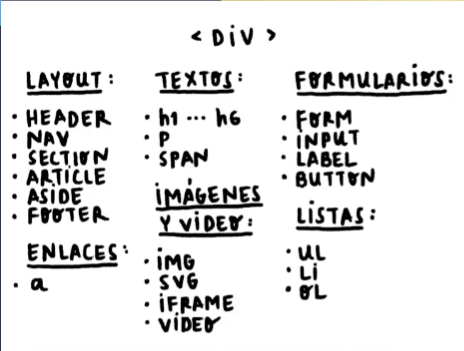 < DiV >
LAYOUT:
• HEADER
• NAV
• SECTION
• ARTICLE
• ASIDE
• FOOTER
ENLACES:
• a
TEXTOS:
• h1 ... h6
• P
• SPAN
iMÁGENES
Y ViDEO:
• iMG
• SVG
• iFRAME
• ViDEO
FORMULARiOS:
• FORM
• iNPUT
• LABEL
• BUTTON
LiSTAS:
• UL
• Li
• OL